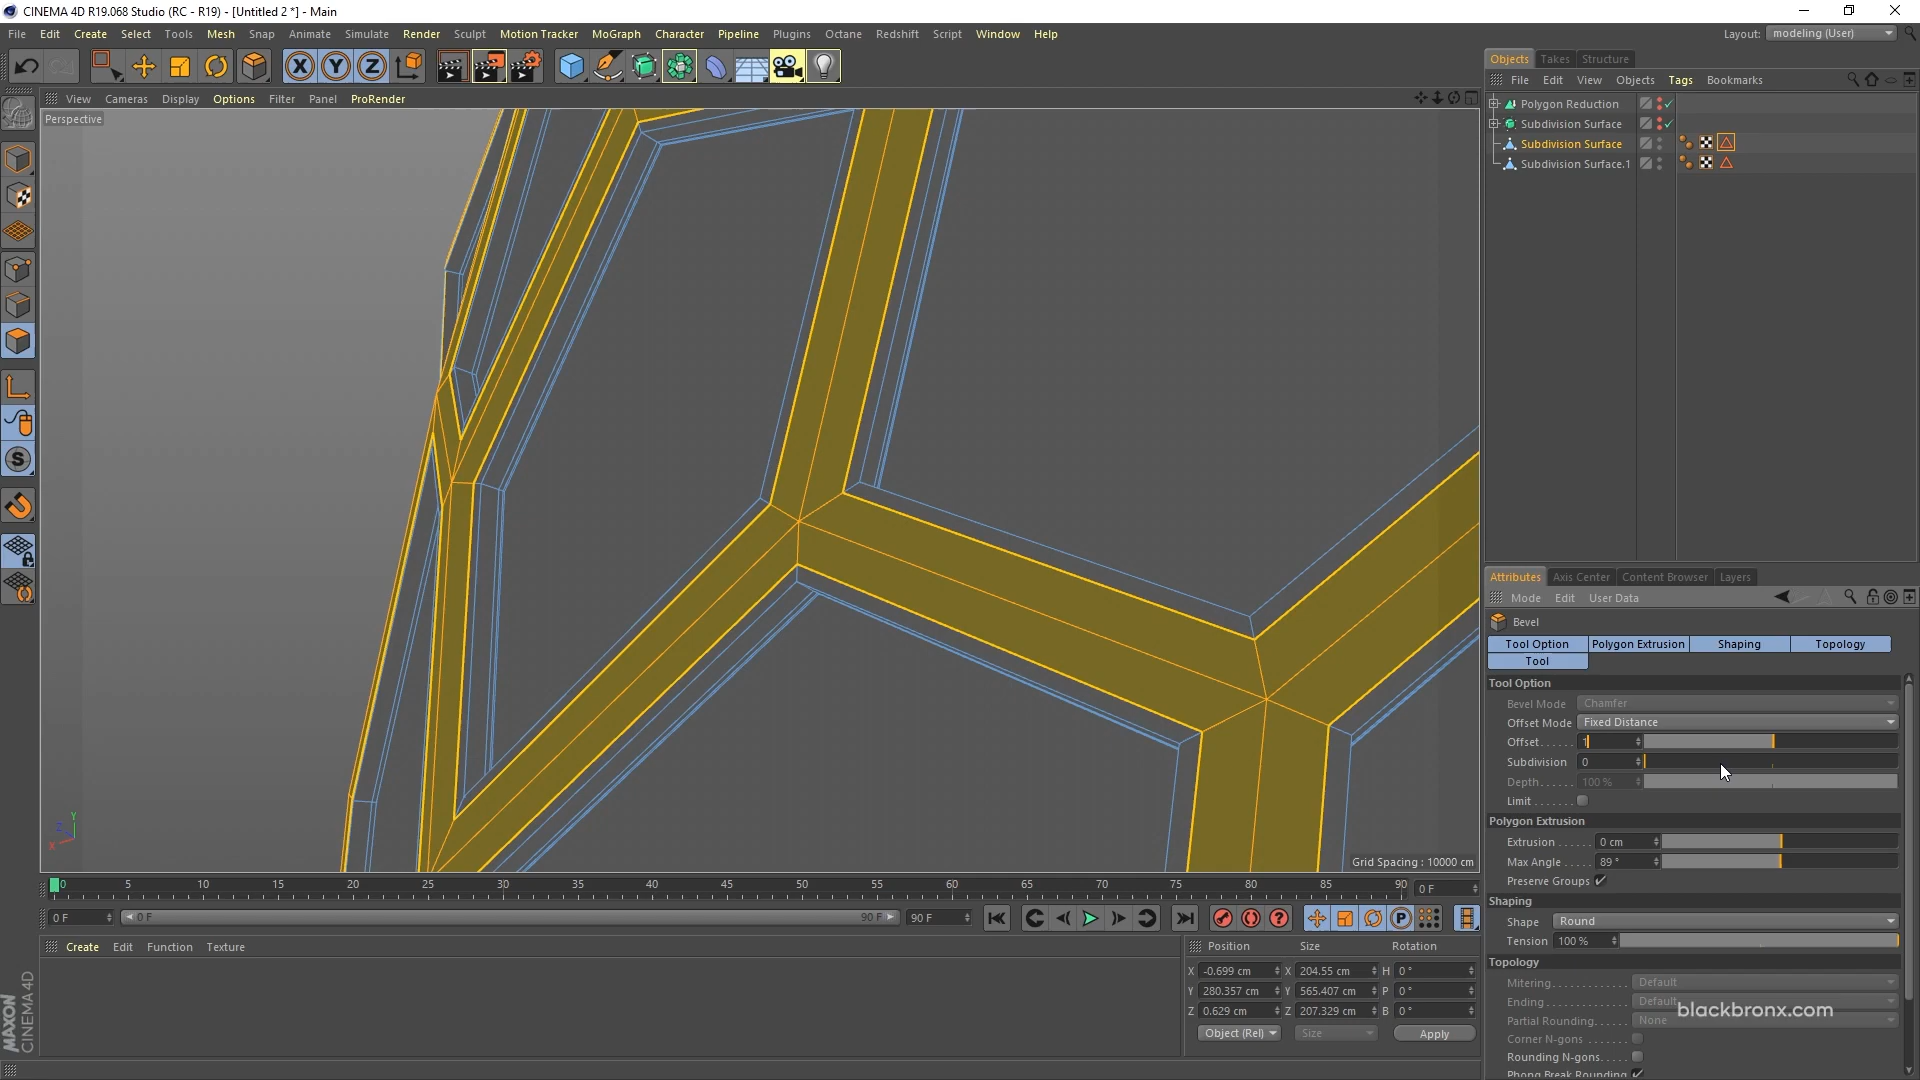 CINEMA 4D R19.068 Studio (RC - R19) - [Untitled 2 *] - Main
File Edit Create Select Tools Mesh Snap Animate Simulate Render Sculpt Motion Tracker MoGraph Character Pipeline Plugins Octane Redshift Script Window Help
Layout: modeling (User)
X Y Z
View Cameras Display Options Filter Panel ProRender
Perspective
S
Y
Z
X
Grid Spacing : 10000 cm
Objects Takes Structure
File Edit View Objects Tags Bookmarks
Polygon Reduction
Subdivision Surface
Subdivision Surface
Subdivision Surface.1
Attributes Axis Center Content Browser Layers
Mode Edit User Data
Bevel
Tool Option Polygon Extrusion Shaping Topology
Tool
Tool Option
Bevel Mode Chamfer
Offset Mode Fixed Distance
Offset..... 1
Subdivision 0
Depth...... 100 %
Limit.......
Polygon Extrusion
Extrusion...... 0 cm
Max Angle..... 89 °
Preserve Groups
Shaping
Shape Round
Tension 100 %
Topology
Mitering............ Default
Ending............. Default
Partial Rounding..... None
Corner N-gons .......
Rounding N-gons.....
Phong Break Rounding
blackbronx.com
0 5 10 15 20 25 30 35 40 45 50 55 60 65 70 75 80 85 90
0 F
0 F 0 F 90 F 90 F
P
Create Edit Function Texture
Position Size Rotation
X -0.699 cm X 204.55 cm H 0 °
Y 280.357 cm Y 565.407 cm P 0 °
Z 0.629 cm Z 207.329 cm B 0 °
Object (Rel) Size Apply
MAXON
CINEMA 4D